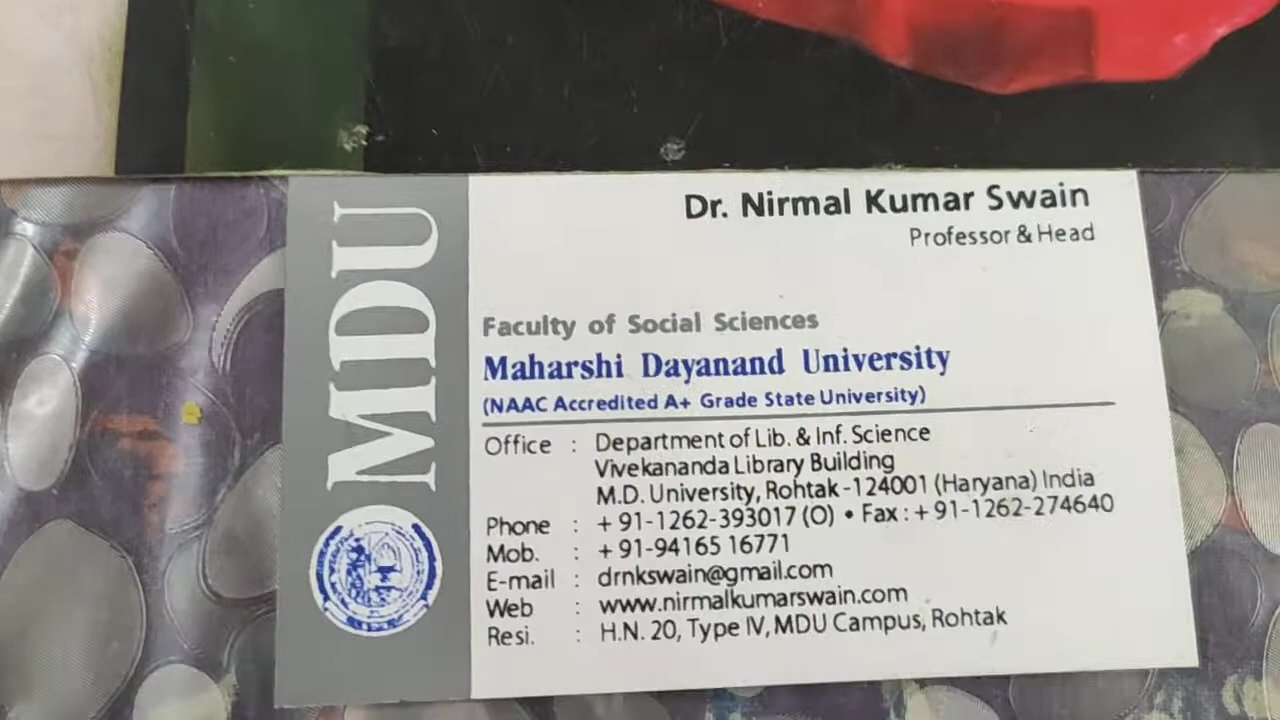 MDU
Dr. Nirmal Kumar Swain
Professor & Head
Faculty of Social Sciences
Maharshi Dayanand University
(NAAC Accredited A+ Grade State University)
Office : Department of Lib. & Inf. Science
Vivekananda Library Building
M.D. University, Rohtak -124001 (Haryana) India
Phone : + 91-1262-393017 (O) • Fax : + 91-1262-274640
Mob. : + 91-94165 16771
E-mail : drnkswain@gmail.com
Web : www.nirmalkumarswain.com
Resi. : H.N. 20, Type IV, MDU Campus, Rohtak